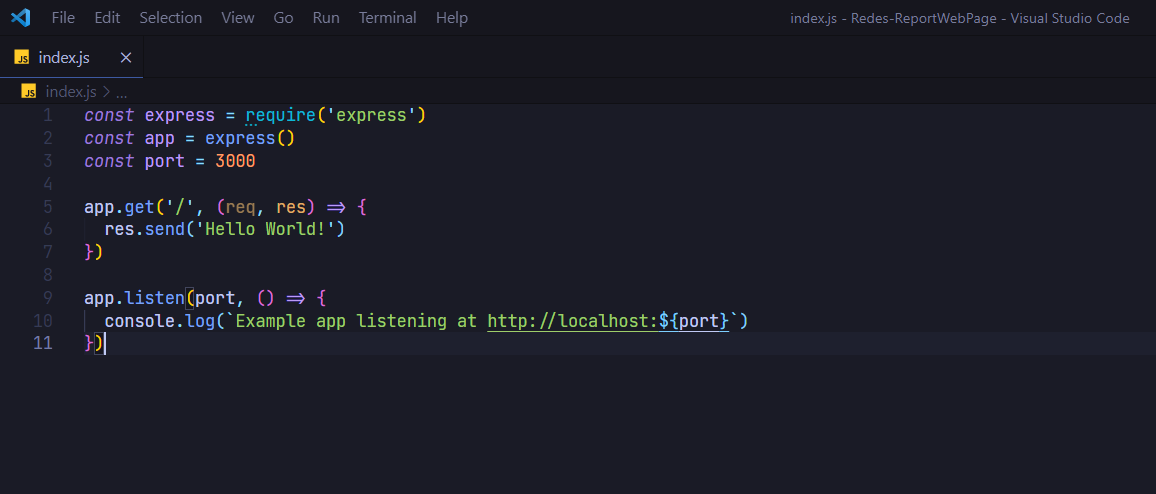 File Edit Selection View Go Run Terminal Help index.js - Redes-ReportWebPage - Visual Studio Code
JS index.js ×
JS index.js > ...
1 const express = require('express')
2 const app = express()
3 const port = 3000
4
5 app.get('/', (req, res) => {
6   res.send('Hello World!')
7 })
8
9 app.listen(port, () => {
10   console.log(`Example app listening at http://localhost:${port}`)
11 })